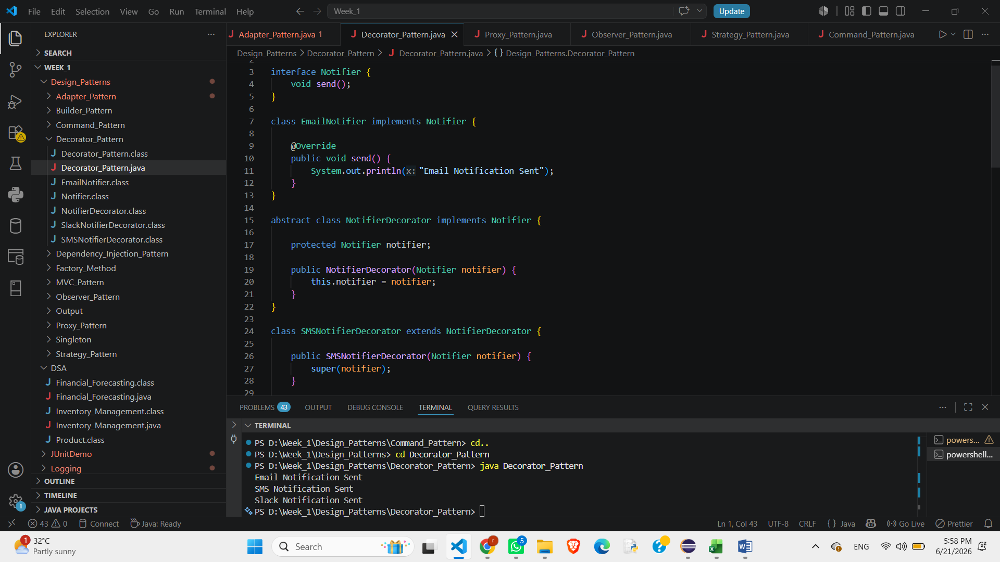 File Edit Selection View Go Run Terminal Help
Week_1
Update
EXPLORER
SEARCH
WEEK_1
Design_Patterns
Adapter_Pattern
Builder_Pattern
Command_Pattern
Decorator_Pattern
Decorator_Pattern.class
Decorator_Pattern.java
EmailNotifier.class
Notifier.class
NotifierDecorator.class
SlackNotifierDecorator.class
SMSNotifierDecorator.class
Dependency_Injection_Pattern
Factory_Method
MVC_Pattern
Observer_Pattern
Output
Proxy_Pattern
Singleton
Strategy_Pattern
DSA
Financial_Forecasting.class
Financial_Forecasting.java
Inventory_Management.class
Inventory_Management.java
Product.class
JUnitDemo
Logging
OUTLINE
TIMELINE
JAVA PROJECTS
Adapter_Pattern.java 1 Decorator_Pattern.java Proxy_Pattern.java Observer_Pattern.java Strategy_Pattern.java Command_Pattern.java
Design_Patterns > Decorator_Pattern > Decorator_Pattern.java > {} Design_Patterns.Decorator_Pattern
2
3 interface Notifier {
4 void send();
5 }
6
7 class EmailNotifier implements Notifier {
8
9 @Override
10 public void send() {
11 System.out.println(x: "Email Notification Sent");
12 }
13 }
14
15 abstract class NotifierDecorator implements Notifier {
16
17 protected Notifier notifier;
18
19 public NotifierDecorator(Notifier notifier) {
20 this.notifier = notifier;
21 }
22 }
23
24 class SMSNotifierDecorator extends NotifierDecorator {
25
26 public SMSNotifierDecorator(Notifier notifier) {
27 super(notifier);
28 }
29
PROBLEMS 43 OUTPUT DEBUG CONSOLE TERMINAL QUERY RESULTS
TERMINAL
PS D:\Week_1\Design_Patterns\Command_Pattern> cd..
PS D:\Week_1\Design_Patterns> cd Decorator_Pattern
PS D:\Week_1\Design_Patterns\Decorator_Pattern> java Decorator_Pattern
Email Notification Sent
SMS Notification Sent
Slack Notification Sent
PS D:\Week_1\Design_Patterns\Decorator_Pattern>
powers...
powershell...
1
43 0 Connect Java: Ready
Ln 1, Col 43 UTF-8 CRLF {} Java Go Live Prettier
1
32°C
Partly sunny
Search
r
5
ENG
5:58 PM
6/21/2026